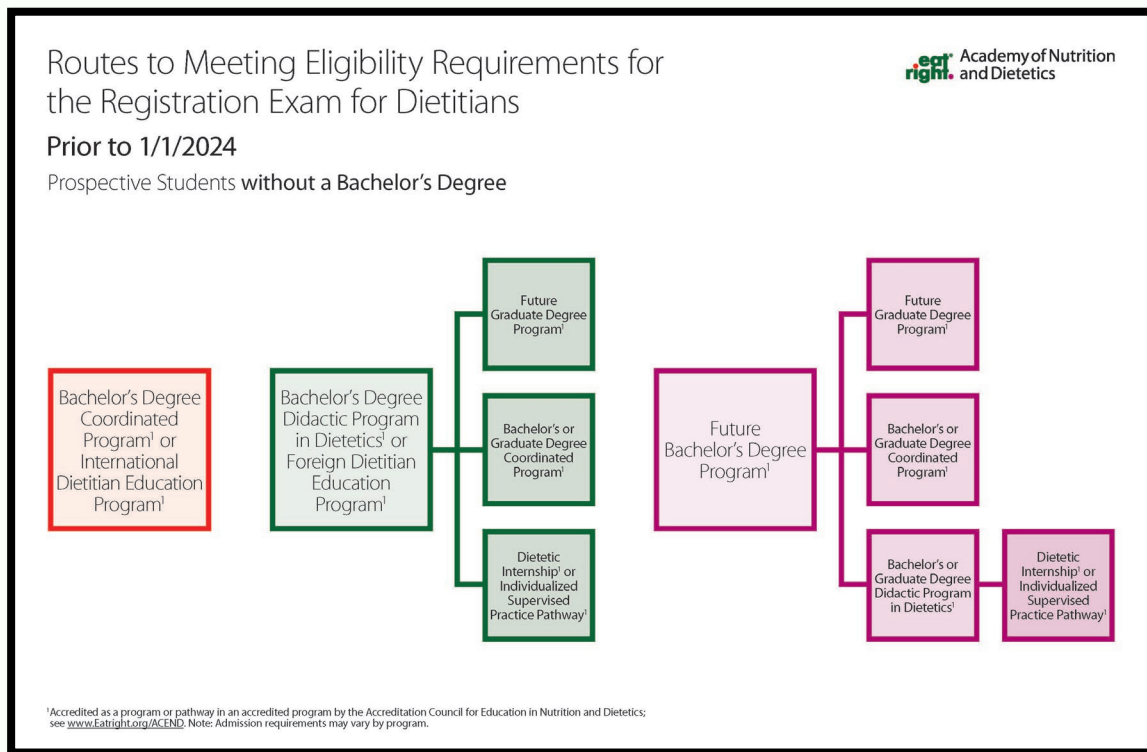 Routes to Meeting Eligibility Requirements for
the Registration Exam for Dietitians
eat
right.
Academy of Nutrition
and Dietetics
Prior to 1/1/2024
Prospective Students without a Bachelor's Degree
Bachelor's Degree
Coordinated
Program¹ or
International
Dietitian Education
Program¹
Bachelor's Degree
Didactic Program
in Dietetics¹ or
Foreign Dietitian
Education
Program¹
Future
Graduate Degree
Program¹
Bachelor's or
Graduate Degree
Coordinated
Program¹
Dietetic
Internship¹ or
Individualized
Supervised
Practice Pathway¹
Future
Bachelor's Degree
Program¹
Future
Graduate Degree
Program¹
Bachelor's or
Graduate Degree
Coordinated
Program¹
Bachelor's or
Graduate Degree
Didactic Program
in Dietetics¹
Dietetic
Internship¹ or
Individualized
Supervised
Practice Pathway¹
¹Accredited as a program or pathway in an accredited program by the Accreditation Council for Education in Nutrition and Dietetics;
see www.Eatright.org/ACEND. Note: Admission requirements may vary by program.